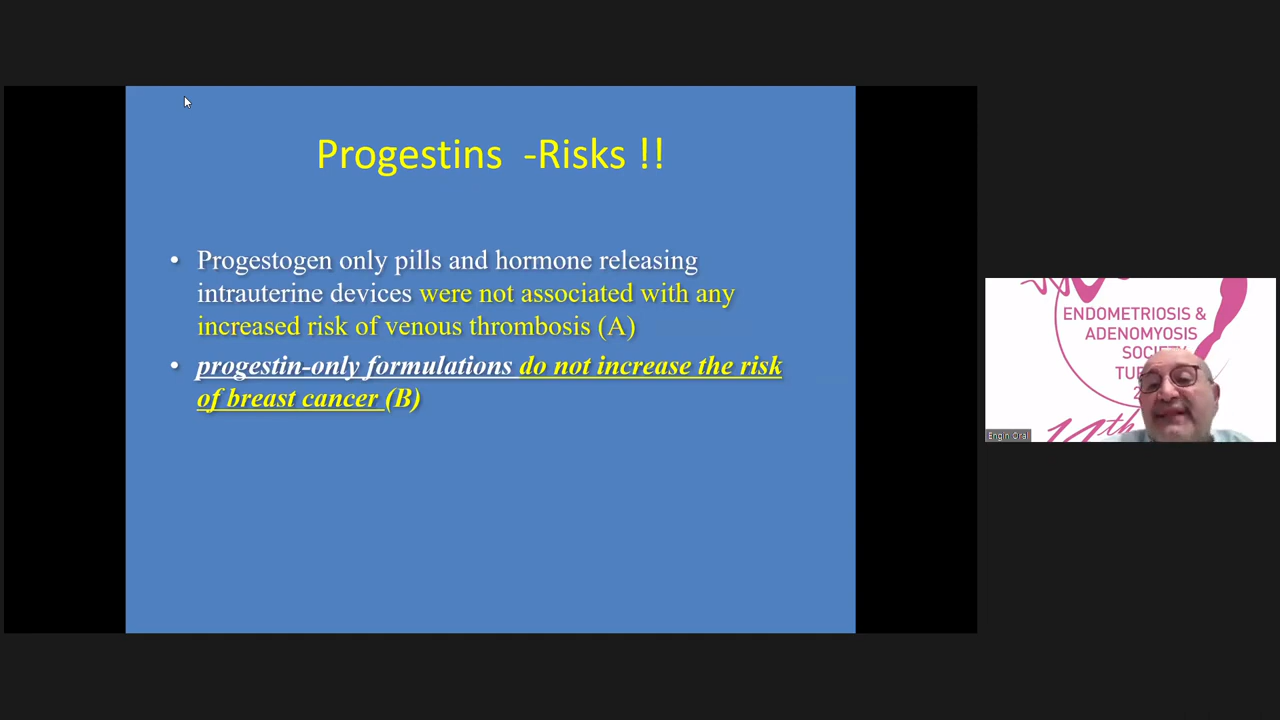 Progestins -Risks !!
• Progestogen only pills and hormone releasing
intrauterine devices were not associated with any
increased risk of venous thrombosis (A)
• progestin-only formulations do not increase the risk
of breast cancer (B)
ENDOMETRIOSIS &
ADENOMYOSIS
Engin Oral